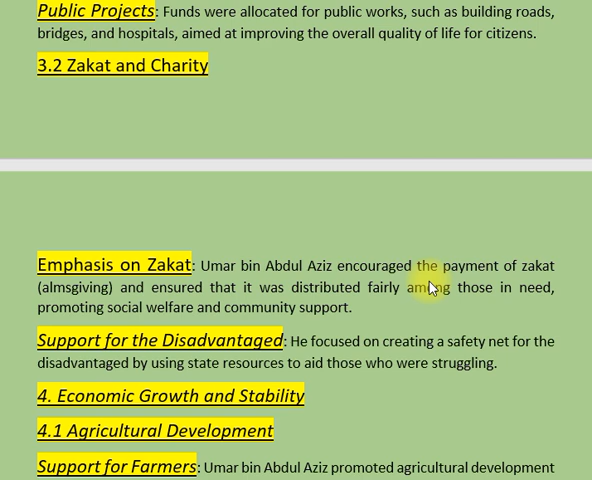 Public Projects: Funds were allocated for public works, such as building roads,
bridges, and hospitals, aimed at improving the overall quality of life for citizens.
3.2 Zakat and Charity
Emphasis on Zakat: Umar bin Abdul Aziz encouraged the payment of zakat
(almsgiving) and ensured that it was distributed fairly among those in need,
promoting social welfare and community support.
Support for the Disadvantaged: He focused on creating a safety net for the
disadvantaged by using state resources to aid those who were struggling.
4. Economic Growth and Stability
4.1 Agricultural Development
Support for Farmers: Umar bin Abdul Aziz promoted agricultural development